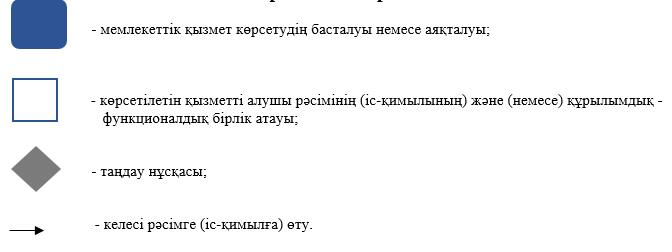 - мемлекеттік қызмет көрсетудің басталуы немесе аяқталуы;
- көрсетілетін қызметті алушы рәсімінің (іс-қимылының) және (немесе) құрылымдық -
функционалдық бірлік атауы;
- таңдау нұсқасы;
- келесі рәсімге (іс-қимылға) өту.